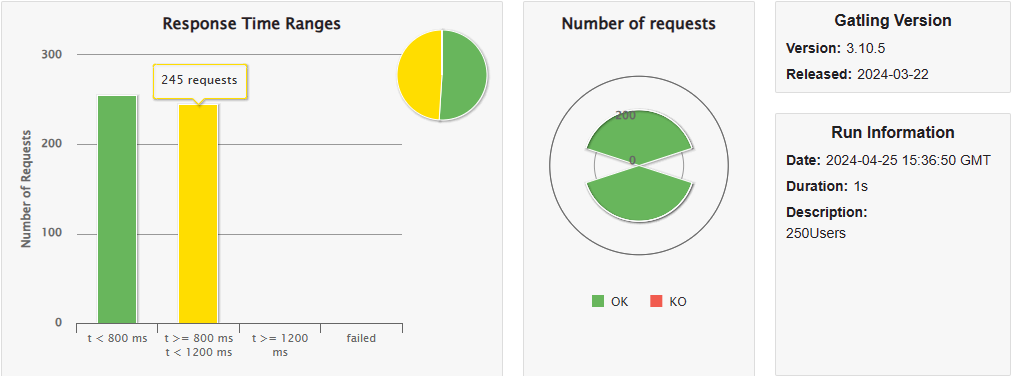 Response Time Ranges
Number of Requests
300
200
100
0
245 requests
t < 800 ms
t >= 800 ms
t < 1200 ms
t >= 1200
ms
failed
Number of requests
200
0
OK
KO
Gatling Version
Version: 3.10.5
Released: 2024-03-22
Run Information
Date: 2024-04-25 15:36:50 GMT
Duration: 1s
Description:
250Users